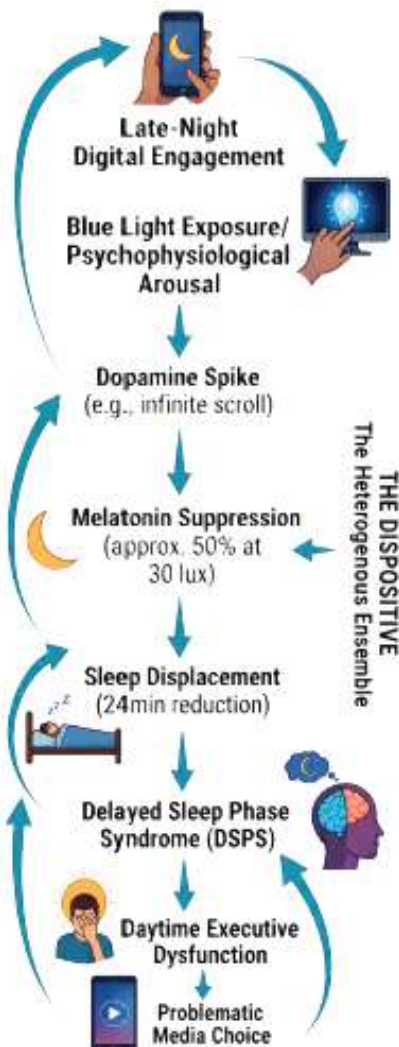 Late-Night
Digital Engagement
Blue Light Exposure/
Psychophysiological
Arousal
Dopamine Spike
(e.g., infinite scroll)
Melatonin Suppression
(approx. 50% at
30 lux)
THE DISPOSITIVE
The Heterogenous Ensemble
Sleep Displacement
(24min reduction)
zzz
Delayed Sleep Phase
Syndrome (DSPS)
Daytime Executive
Dysfunction
Problematic
Media Choice